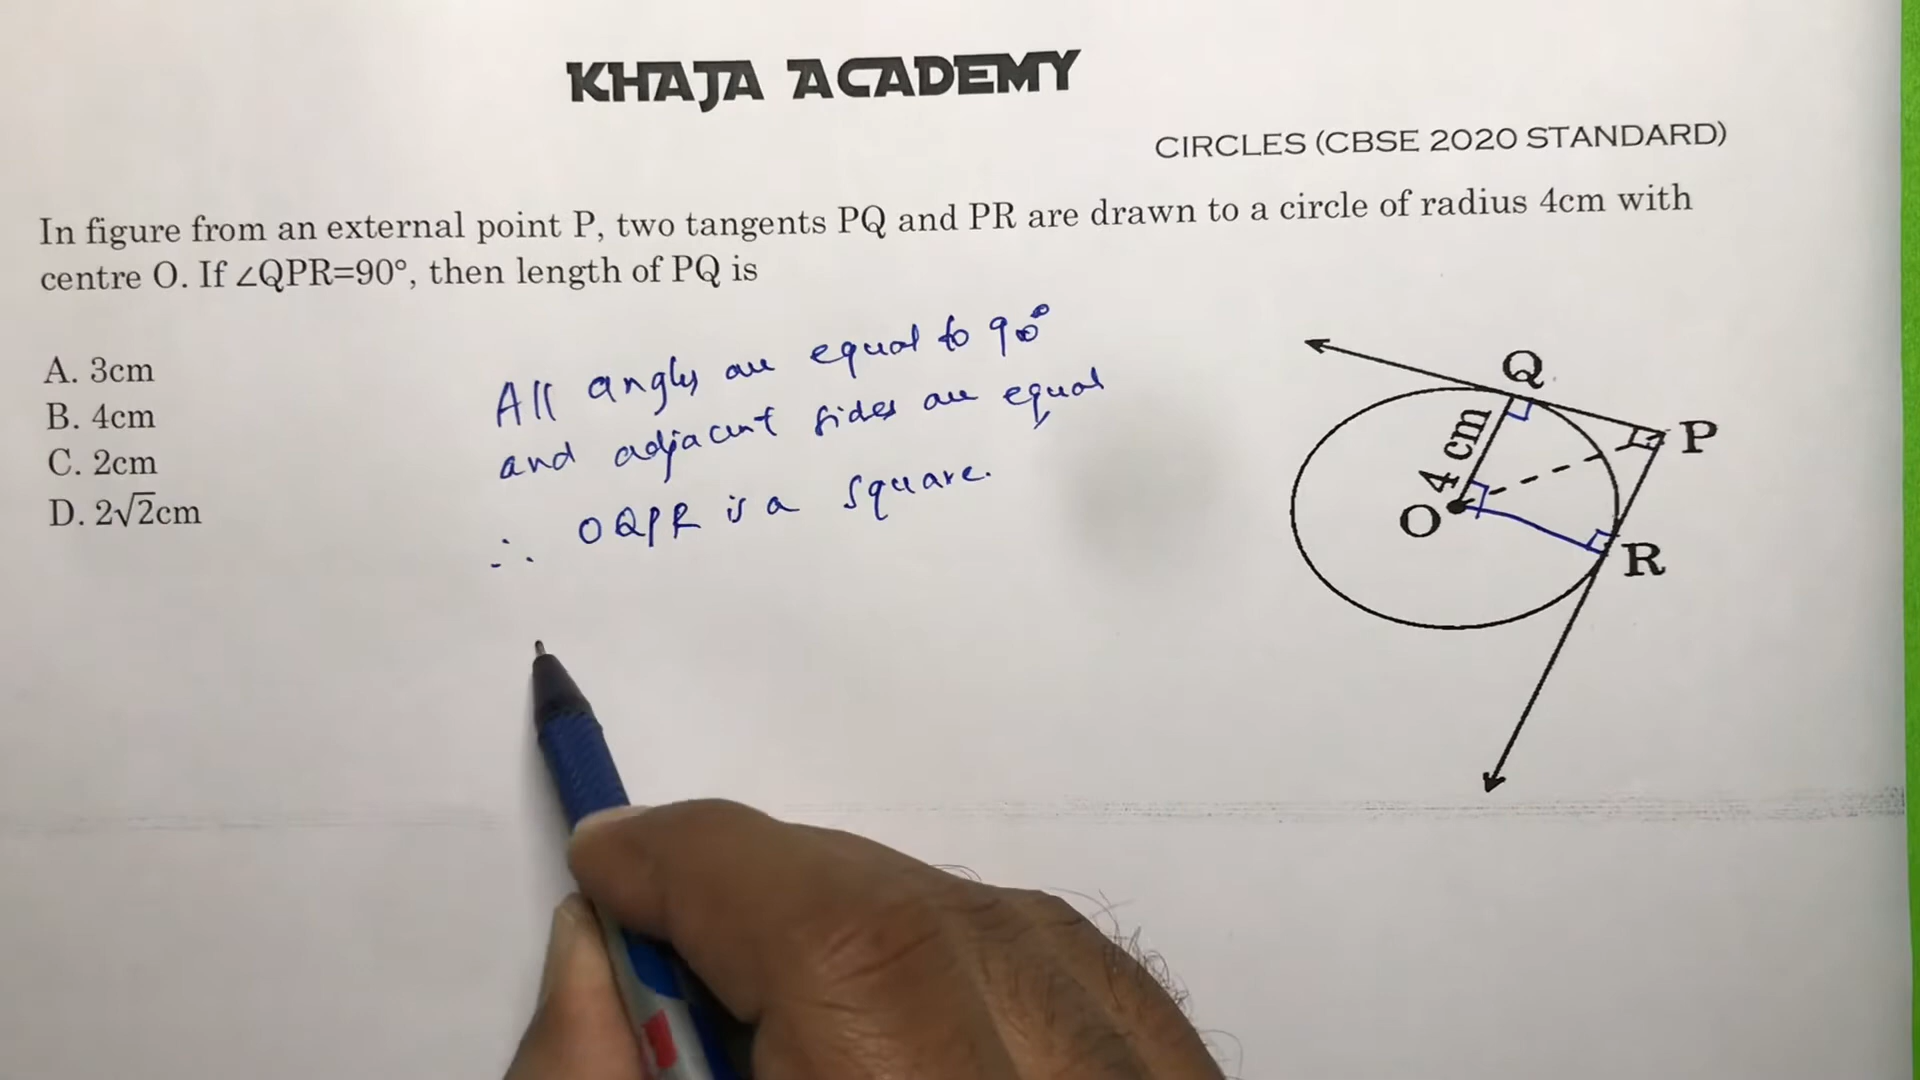 KHAJA ACADEMY
CIRCLES (CBSE 2020 STANDARD)
In figure from an external point P, two tangents PQ and PR are drawn to a circle of radius 4cm with
centre O. If ∠QPR=90°, then length of PQ is
A. 3cm
B. 4cm
C. 2cm
D. 2√2cm
All angles are equal to 90°
and adjacent sides are equal
∴ OQPR is a square.
Q
4 cm
P
O
R